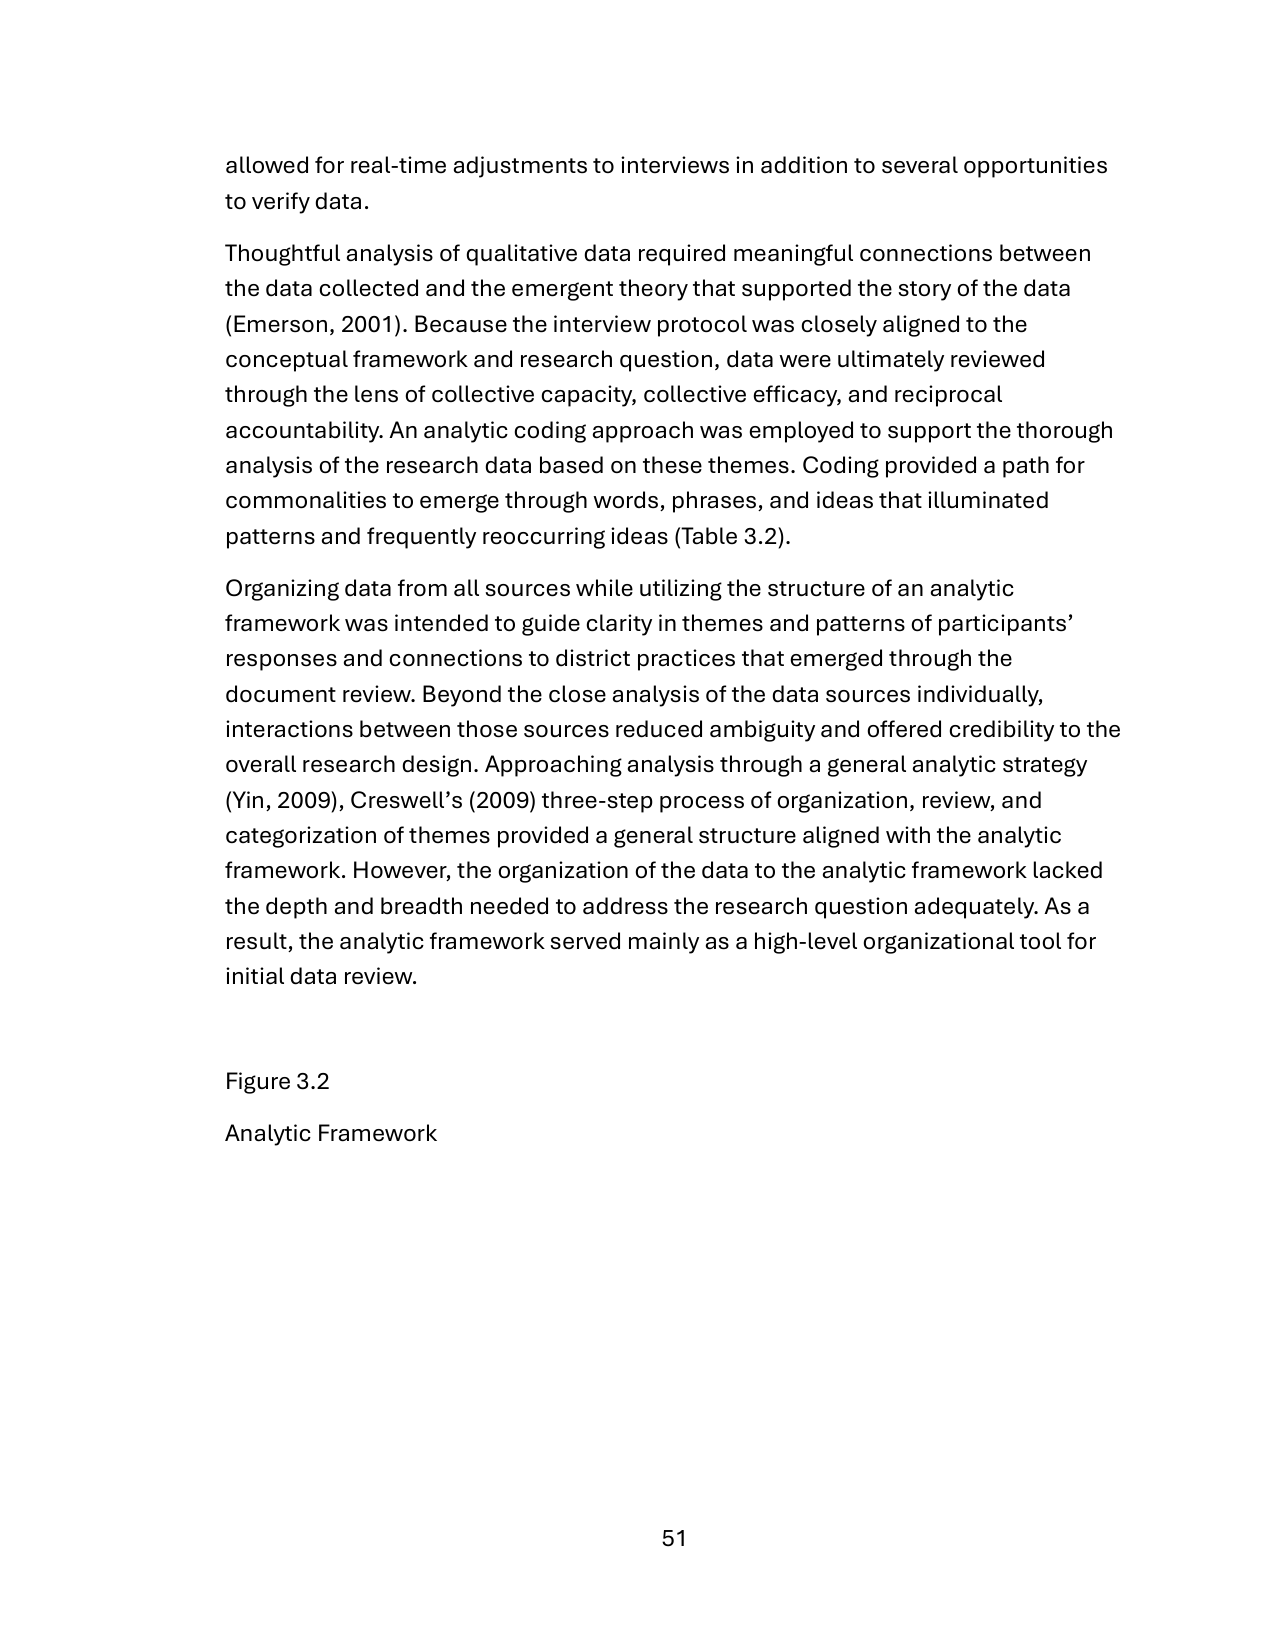 allowed for real-time adjustments to interviews in addition to several opportunities
to verify data.
Thoughtful analysis of qualitative data required meaningful connections between
the data collected and the emergent theory that supported the story of the data
(Emerson, 2001). Because the interview protocol was closely aligned to the
conceptual framework and research question, data were ultimately reviewed
through the lens of collective capacity, collective efficacy, and reciprocal
accountability. An analytic coding approach was employed to support the thorough
analysis of the research data based on these themes. Coding provided a path for
commonalities to emerge through words, phrases, and ideas that illuminated
patterns and frequently reoccurring ideas (Table 3.2).
Organizing data from all sources while utilizing the structure of an analytic
framework was intended to guide clarity in themes and patterns of participants’
responses and connections to district practices that emerged through the
document review. Beyond the close analysis of the data sources individually,
interactions between those sources reduced ambiguity and offered credibility to the
overall research design. Approaching analysis through a general analytic strategy
(Yin, 2009), Creswell’s (2009) three-step process of organization, review, and
categorization of themes provided a general structure aligned with the analytic
framework. However, the organization of the data to the analytic framework lacked
the depth and breadth needed to address the research question adequately. As a
result, the analytic framework served mainly as a high-level organizational tool for
initial data review.
Figure 3.2
Analytic Framework
51